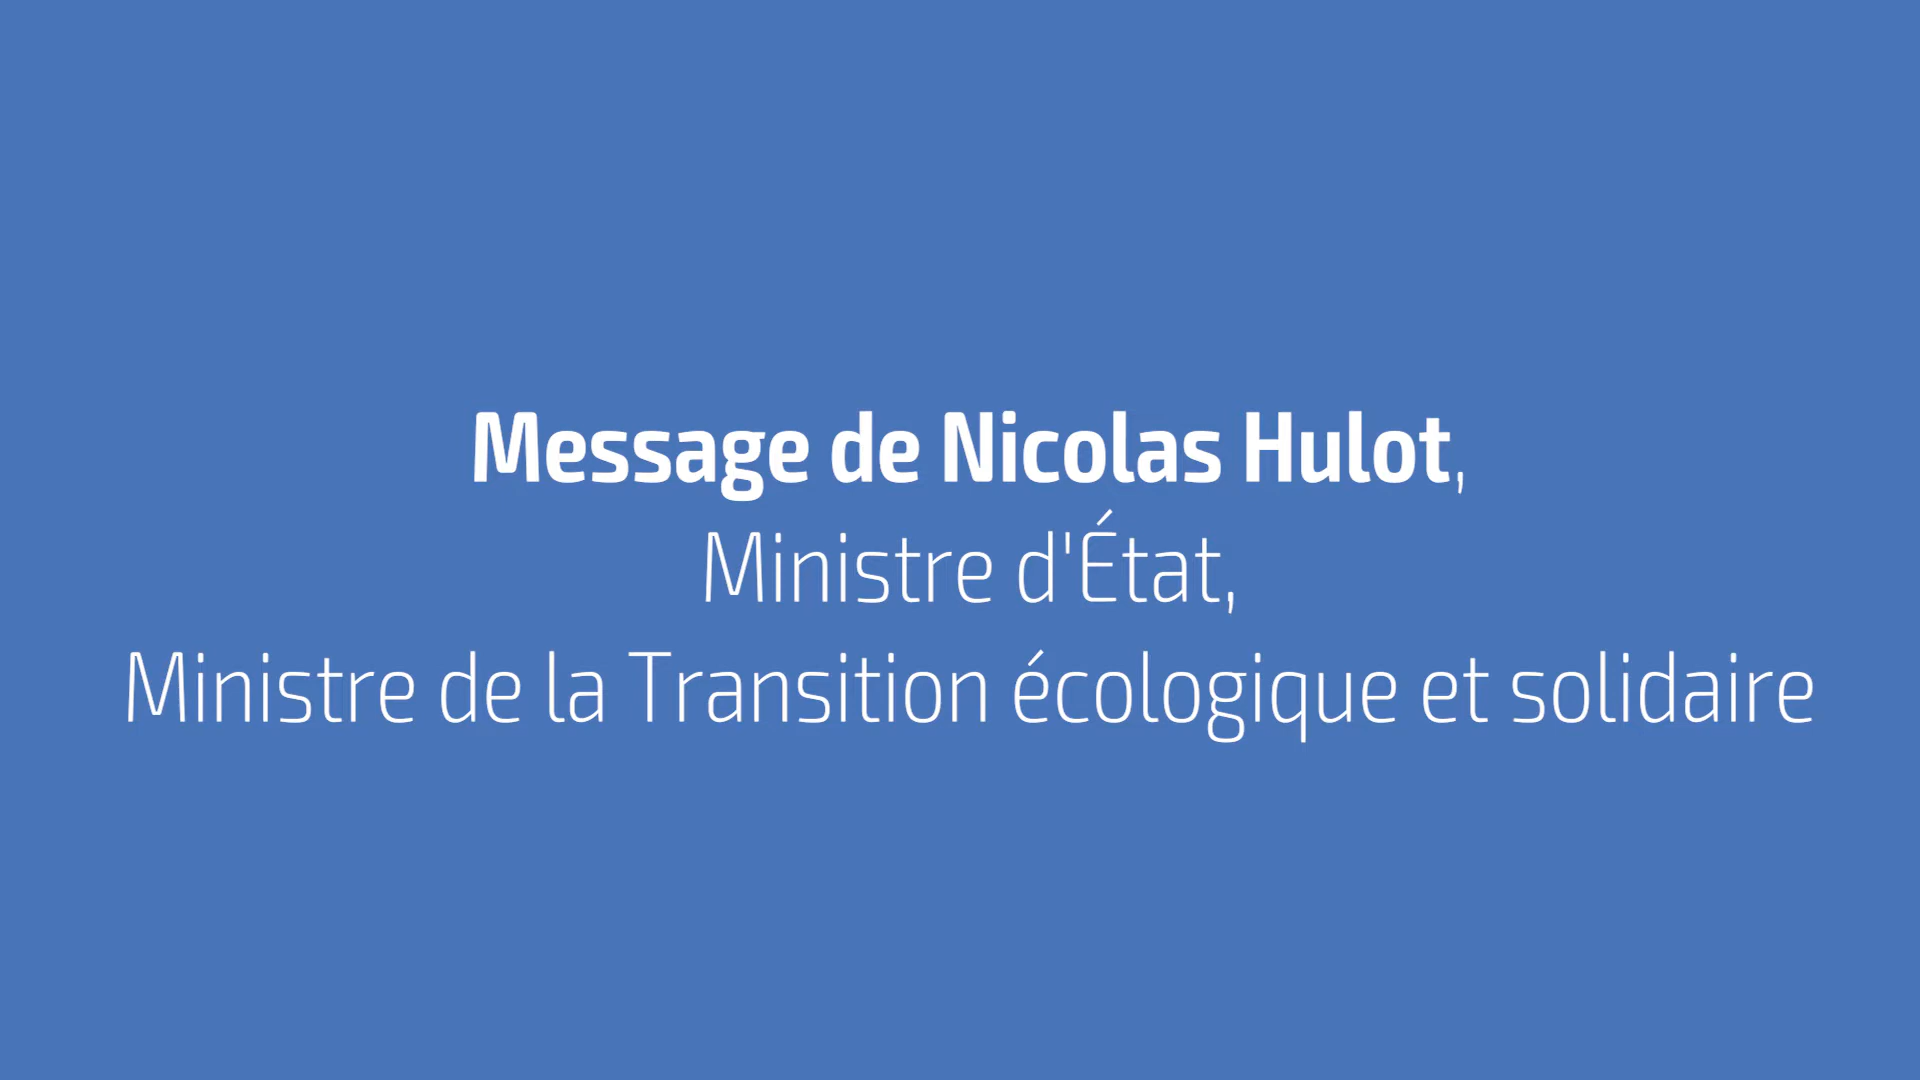 Message de Nicolas Hulot,
Ministre d'État,
Ministre de la Transition écologique et solidaire